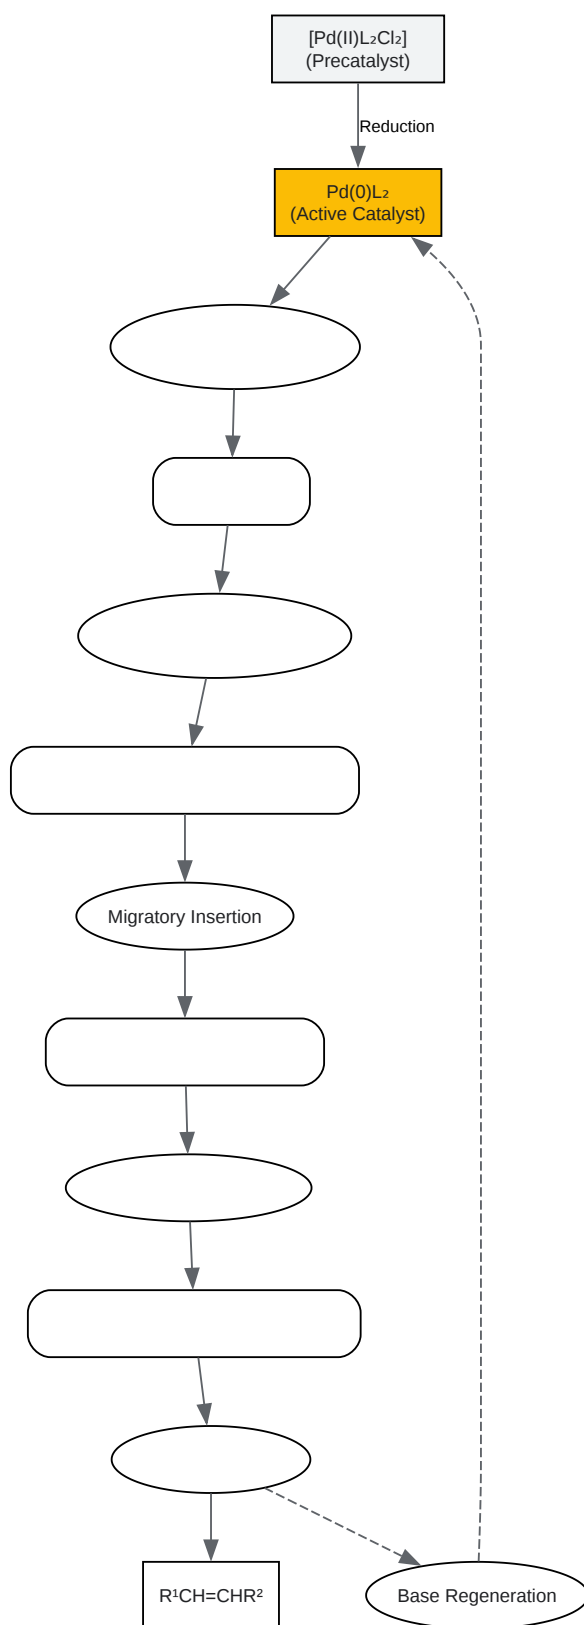 [Pd(II)L₂Cl₂]
(Precatalyst)
Reduction
Pd(0)L₂
(Active Catalyst)
Migratory Insertion
R¹CH=CHR²
Base Regeneration